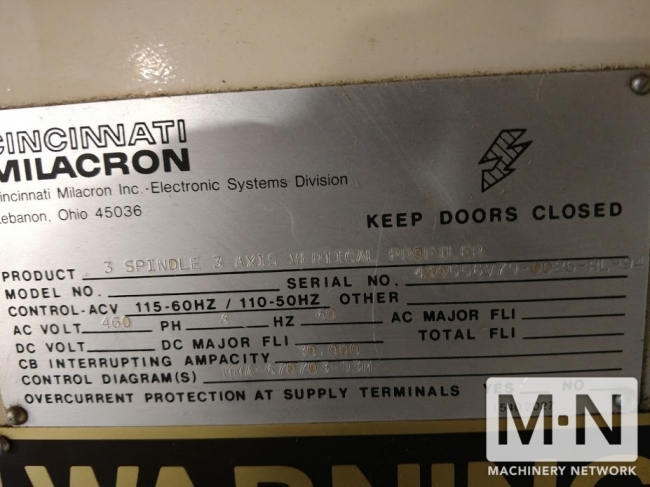 CINCINNATI
MILACRON
Cincinnati Milacron Inc.-Electronic Systems Division
Lebanon, Ohio 45036
KEEP DOORS CLOSED
PRODUCT 3 SPINDLE 3 AXIS VERTICAL PROFILER
MODEL NO. SERIAL NO.
CONTROL-ACV 115-60HZ / 110-50HZ OTHER
AC VOLT 460 PH 3 HZ 60 AC MAJOR FLI
DC VOLT. DC MAJOR FLI TOTAL FLI
CB INTERRUPTING AMPACITY 30,000
CONTROL DIAGRAM(S)
OVERCURRENT PROTECTION AT SUPPLY TERMINALS YES NO
WARNING
M·N
MACHINERY NETWORK